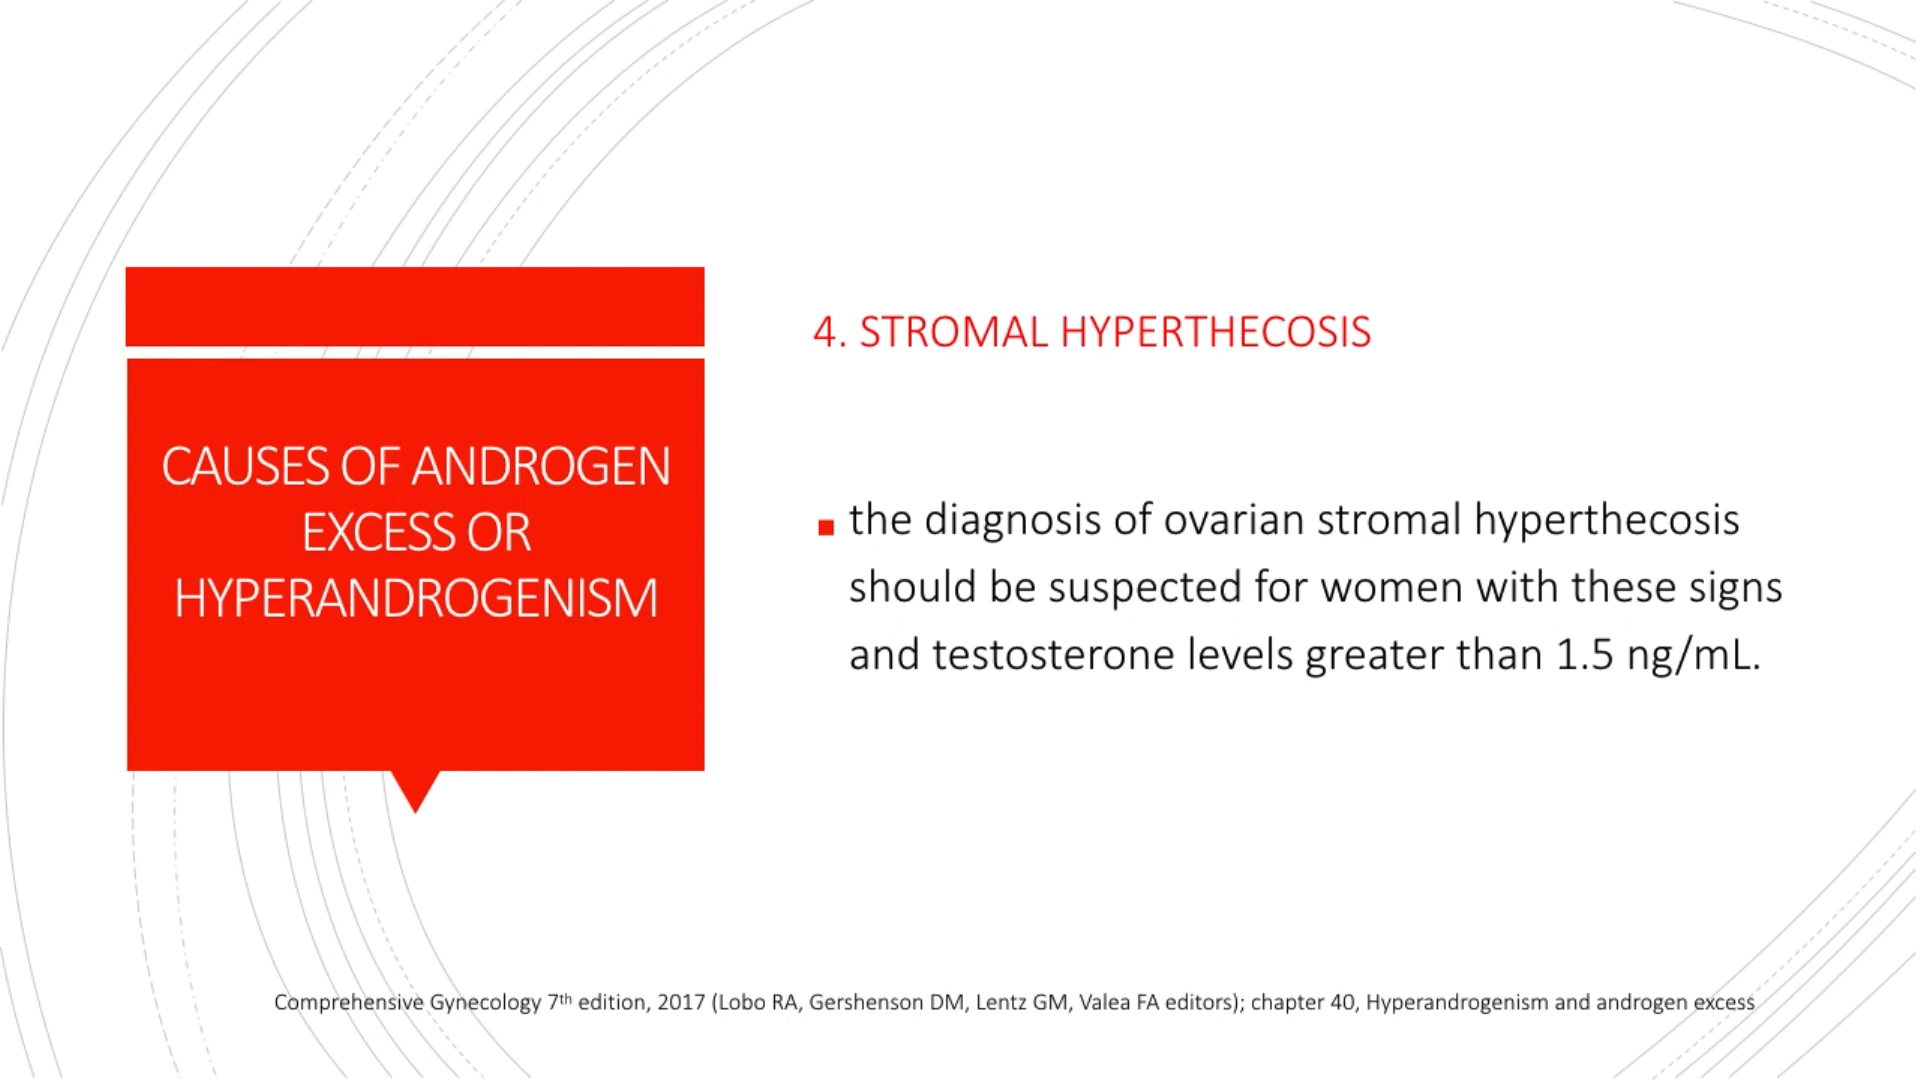 CAUSES OF ANDROGEN
EXCESS OR
HYPERANDROGENISM
4. STROMAL HYPERTHECOSIS
the diagnosis of ovarian stromal hyperthecosis
should be suspected for women with these signs
and testosterone levels greater than 1.5 ng/mL.
Comprehensive Gynecology 7th edition, 2017 (Lobo RA, Gershenson DM, Lentz GM, Valea FA editors); chapter 40, Hyperandrogenism and androgen excess